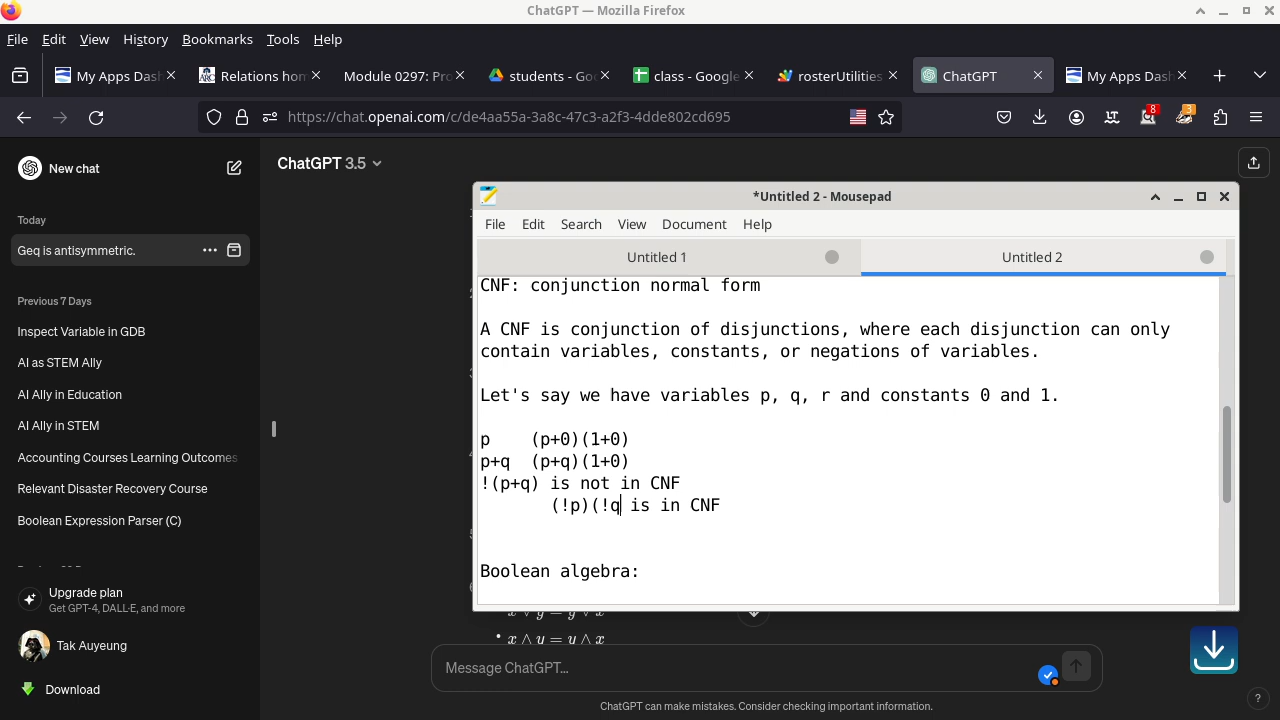 ChatGPT — Mozilla Firefox
File Edit View History Bookmarks Tools Help
My Apps Dash Relations hom Module 0297: Pro students - Goo class - Google rosterUtilities ChatGPT My Apps Dash
https://chat.openai.com/c/de4aa55a-3a8c-47c3-a2f3-4dde802cd695
8
3
New chat
ChatGPT 3.5
Today
Geq is antisymmetric.
Previous 7 Days
Inspect Variable in GDB
AI as STEM Ally
AI Ally in Education
AI Ally in STEM
Accounting Courses Learning Outcomes
Relevant Disaster Recovery Course
Boolean Expression Parser (C)
Upgrade plan
Get GPT-4, DALL·E, and more
Tak Auyeung
Download
*Untitled 2 - Mousepad
File Edit Search View Document Help
Untitled 1 Untitled 2
CNF: conjunction normal form
A CNF is conjunction of disjunctions, where each disjunction can only
contain variables, constants, or negations of variables.
Let's say we have variables p, q, r and constants 0 and 1.
p (p+0)(1+0)
p+q (p+q)(1+0)
!(p+q) is not in CNF
(!p)(!q is in CNF
Boolean algebra:
x ∨ y = y ∨ x
• x ∧ y = y ∧ x
Message ChatGPT…
ChatGPT can make mistakes. Consider checking important information.
?